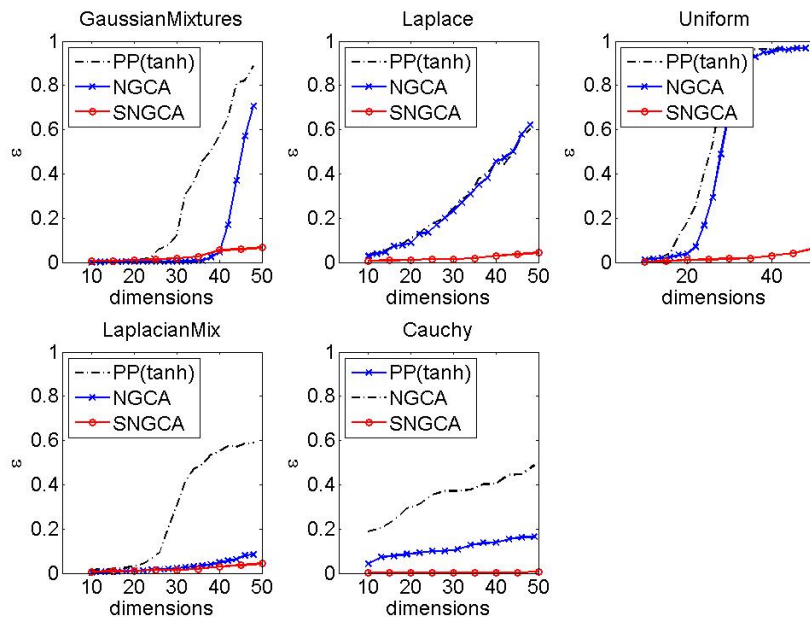 GaussianMixtures
1
0.8
0.6
0.4
0.2
0
ε
PP(tanh)
NGCA
SNGCA
10 20 30 40 50
dimensions
Laplace
1
0.8
0.6
0.4
0.2
0
ε
PP(tanh)
NGCA
SNGCA
10 20 30 40 50
dimensions
Uniform
1
0.8
0.6
0.4
0.2
0
ε
PP(tanh)
NGCA
SNGCA
20 40
dimensions
LaplacianMix
1
0.8
0.6
0.4
0.2
0
ε
PP(tanh)
NGCA
SNGCA
10 20 30 40 50
dimensions
Cauchy
1
0.8
0.6
0.4
0.2
0
ε
PP(tanh)
NGCA
SNGCA
10 20 30 40 50
dimensions